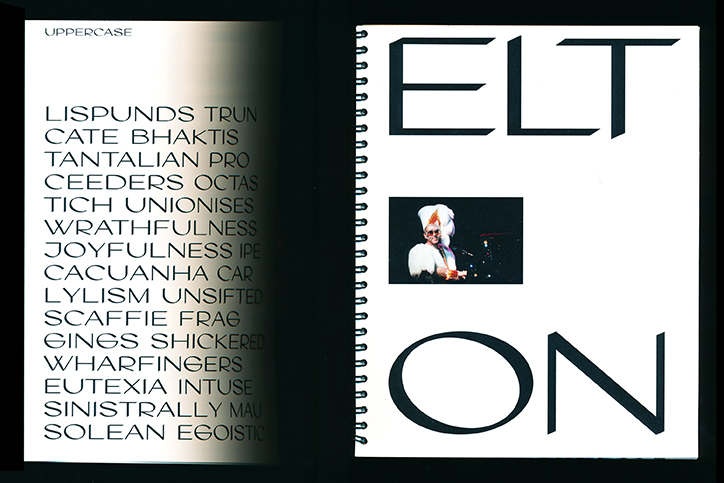 UPPERCASE
LISPUNDS TRUN
CATE BHAKTIS
TANTALIAN PRO
CEEDERS OCTAS
TICH UNIONISES
WRATHFULNESS
JOYFULNESS IPE
CACUANHA CAR
LYLISM UNSIFTED
SCAFFIE FRAG
GINGS SHICKERED
WHARFINGERS
EUTEXIA INTUSE
SINISTRALLY MAU
SOLEAN EGOISTIC
ELT
ON